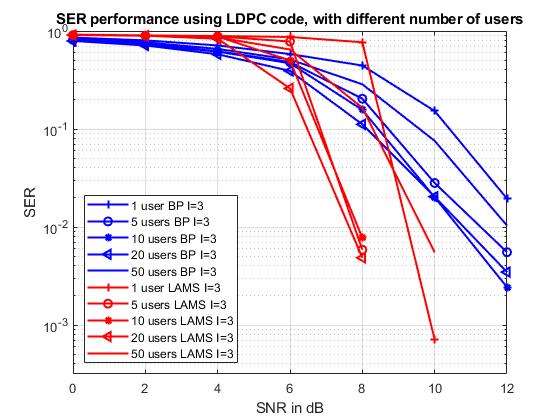 SER performance using LDPC code, with different number of users
10^0
10^-1
10^-2
10^-3
SER
1 user BP I=3
5 users BP I=3
10 users BP I=3
20 users BP I=3
50 users BP I=3
1 user LAMS I=3
5 users LAMS I=3
10 users LAMS I=3
20 users LAMS I=3
50 users LAMS I=3
0 2 4 6 8 10 12
SNR in dB